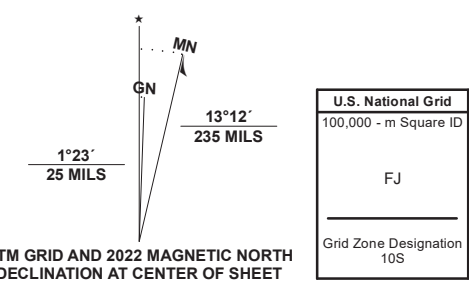 ★
MN
GN
13°12´
235 MILS
1°23´
25 MILS
TM GRID AND 2022 MAGNETIC NORTH
DECLINATION AT CENTER OF SHEET
U.S. National Grid
100,000 - m Square ID
FJ
Grid Zone Designation
10S